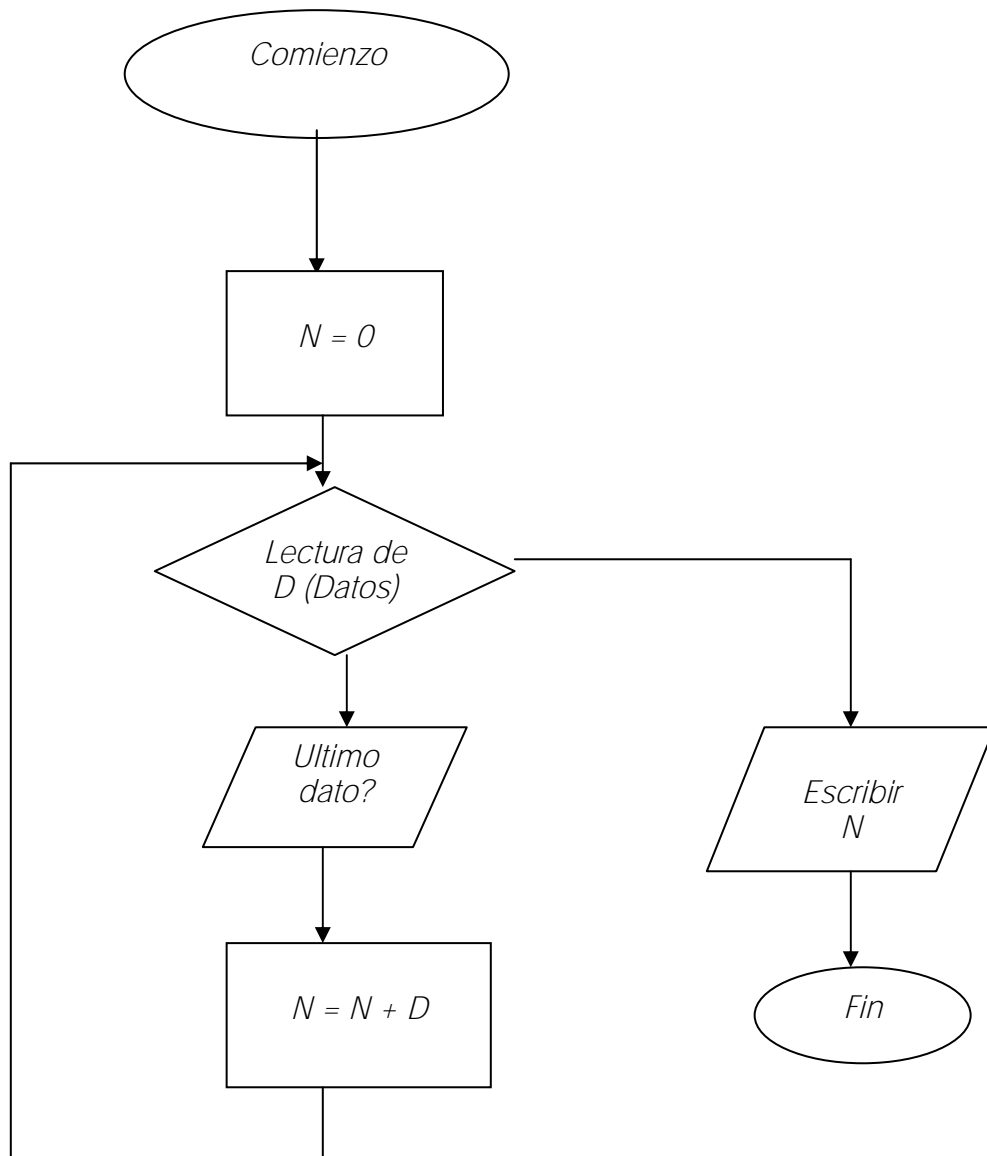 Comienzo
N = 0
Lectura de
D (Datos)
Ultimo
dato?
Escribir
N
N = N + D
Fin